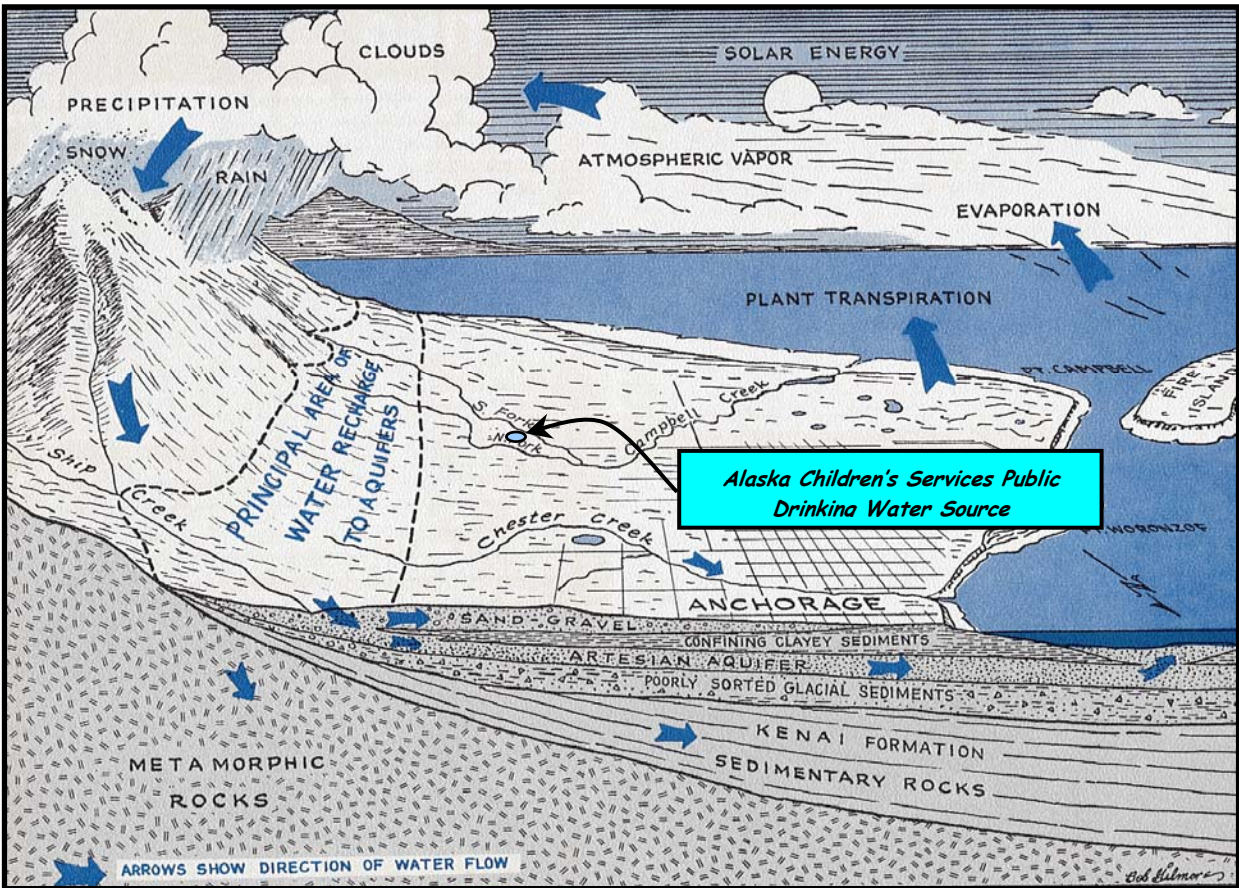 CLOUDS
SOLAR ENERGY
PRECIPITATION
SNOW
RAIN
ATMOSPHERIC VAPOR
EVAPORATION
PLANT TRANSPIRATION
PT. CAMPBELL
FIRE
ISLAND
PRINCIPAL AREA OF
WATER RECHARGE
TO AQUIFERS
S. Fork
N. Fork
Campbell Creek
Alaska Children's Services Public
Drinkina Water Source
Ship
Creek
Chester Creek
PT. WORONZOF
ANCHORAGE
SAND-GRAVEL
CONFINING CLAYEY SEDIMENTS
ARTESIAN AQUIFER
POORLY SORTED GLACIAL SEDIMENTS
KENAI FORMATION
SEDIMENTARY ROCKS
METAMORPHIC
ROCKS
ARROWS SHOW DIRECTION OF WATER FLOW
Bob Gilmore